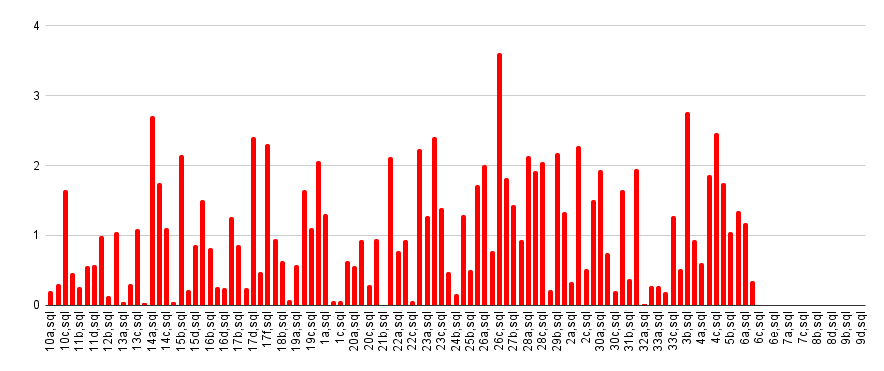 4
3
2
1
0
10a,sql
10c,sql
11b,sql
11d,sql
12b,sql
13a,sql
13c,sql
14a,sql
14c,sql
15b,sql
15d,sql
16b,sql
16d,sql
17b,sql
17d,sql
17f,sql
18b,sql
19a,sql
19c,sql
1a,sql
1c,sql
20a,sql
20c,sql
21b,sql
22a,sql
22c,sql
23a,sql
23c,sql
24b,sql
25b,sql
26a,sql
26c,sql
27b,sql
28a,sql
28c,sql
29b,sql
2a,sql
2c,sql
30a,sql
30c,sql
31b,sql
32a,sql
33a,sql
33c,sql
3b,sql
4a,sql
4c,sql
5b,sql
6a,sql
6c,sql
6e,sql
7a,sql
7c,sql
8b,sql
8d,sql
9b,sql
9d,sql